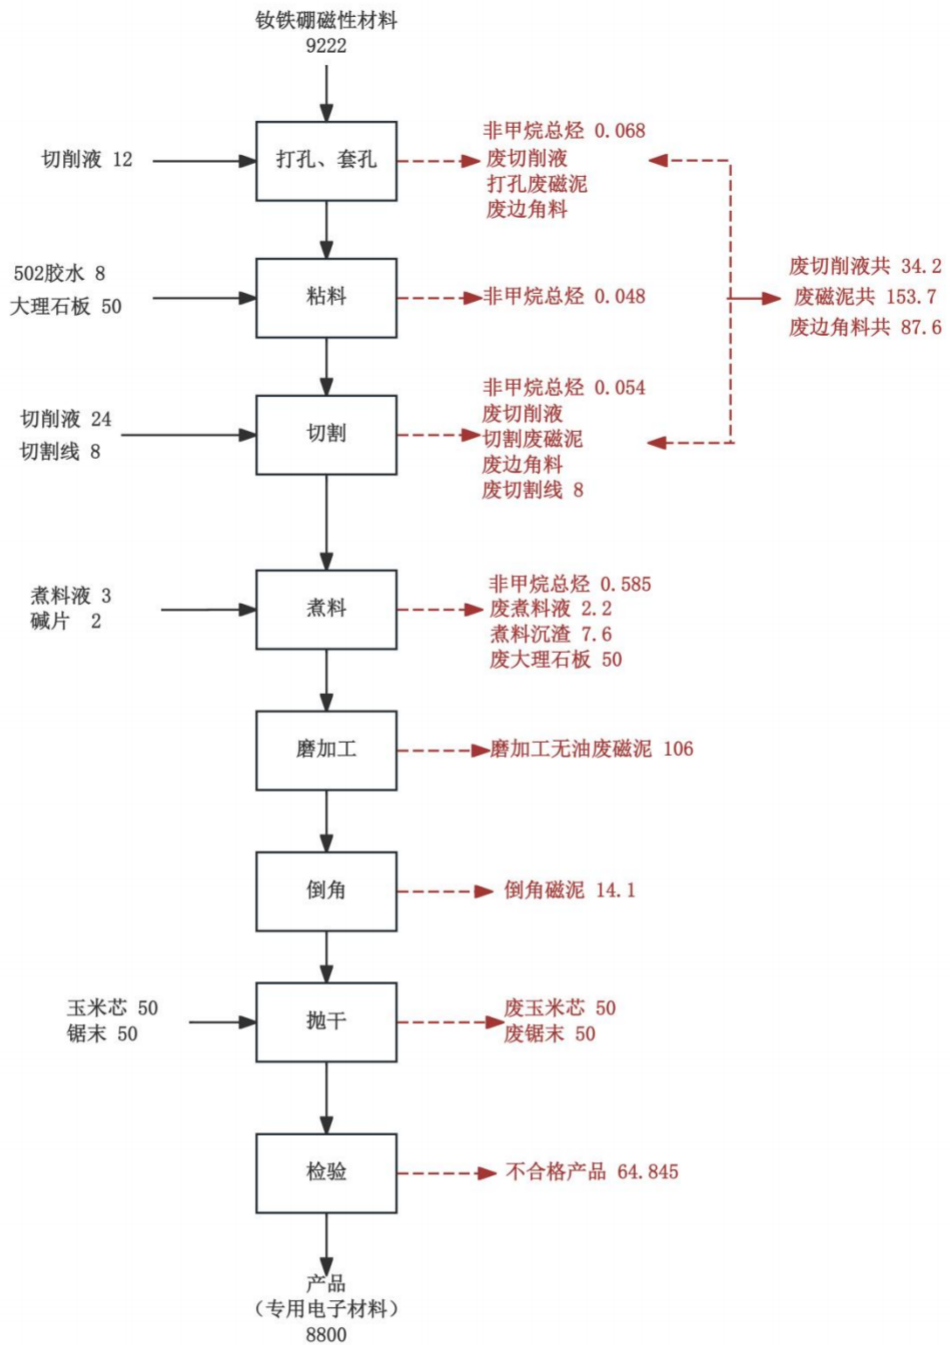 钕铁硼磁性材料
9222
切削液 12
打孔、套孔
非甲烷总烃 0.068
废切削液
打孔废磁泥
废边角料
502胶水 8
大理石板 50
粘料
非甲烷总烃 0.048
废切削液共 34.2
废磁泥共 153.7
废边角料共 87.6
切削液 24
切割线 8
切割
非甲烷总烃 0.054
废切削液
切割废磁泥
废边角料
废切割线 8
煮料液 3
碱片 2
煮料
非甲烷总烃 0.585
废煮料液 2.2
煮料沉渣 7.6
废大理石板 50
磨加工
磨加工无油废磁泥 106
倒角
倒角磁泥 14.1
玉米芯 50
锯末 50
抛干
废玉米芯 50
废锯末 50
检验
不合格产品 64.845
产品
（专用电子材料）
8800